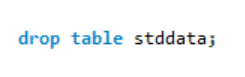 drop table stddata;